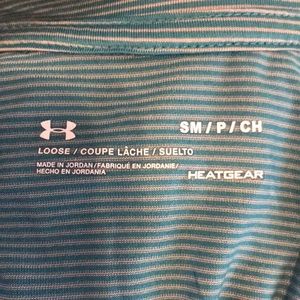 SM / P / CH
LOOSE / COUPE LÂCHE / SUELTO
MADE IN JORDAN / FABRIQUÉ EN JORDANIE /
HECHO EN JORDANIA
HEATGEAR